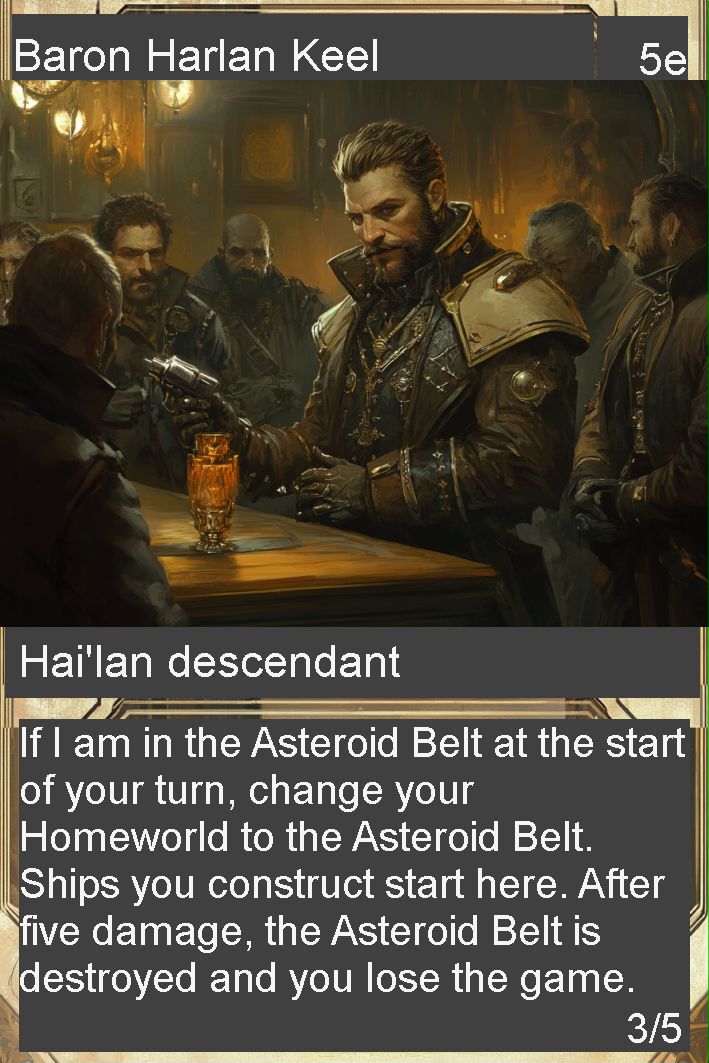 Baron Harlan Keel
5e
Hai'lan descendant
If I am in the Asteroid Belt at the start
of your turn, change your
Homeworld to the Asteroid Belt.
Ships you construct start here. After
five damage, the Asteroid Belt is
destroyed and you lose the game.
3/5